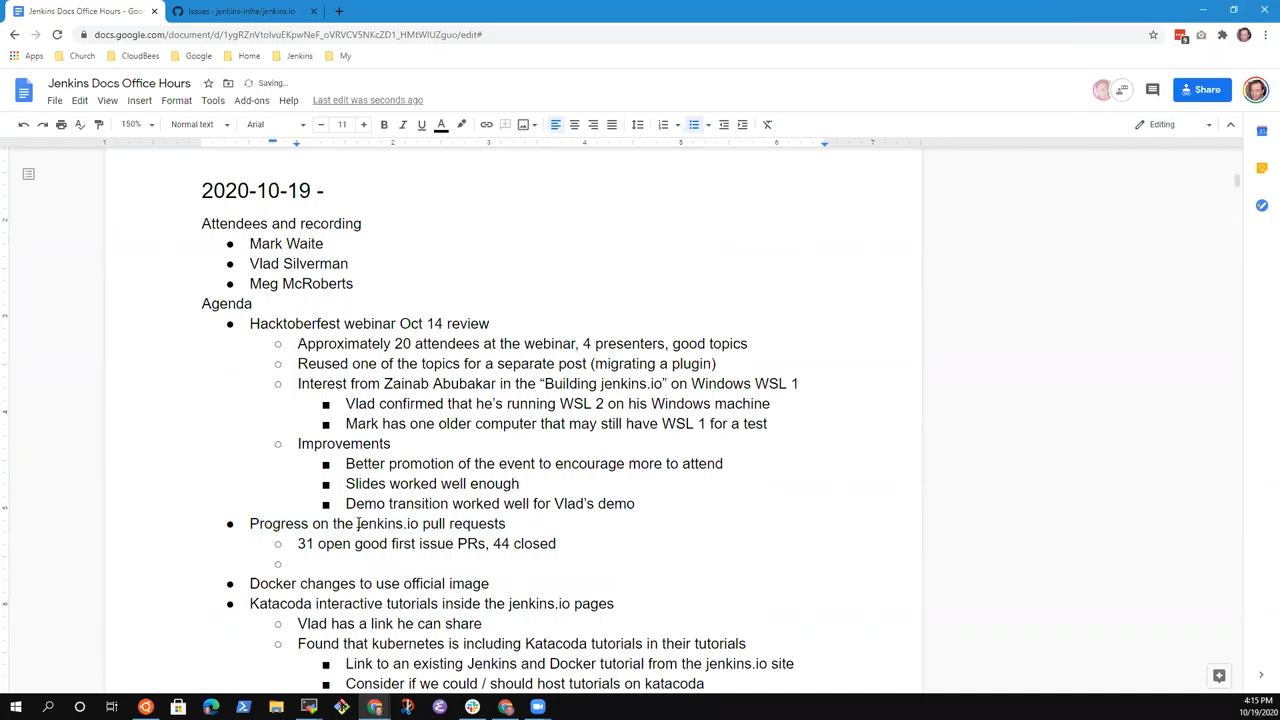 Jenkins Docs Office Hours - Goo
Issues · jenkins-infra/jenkins.io
docs.google.com/document/d/1ygRZnVtoIvuEKpwNeF_oVRVCV5NKcZD1_HMtWIUZguo/edit#
Apps Church CloudBees Google Home Jenkins My
Jenkins Docs Office Hours Saving...
File Edit View Insert Format Tools Add-ons Help Last edit was seconds ago
Share
150% Normal text Arial 11 Editing
1 2 3 4 5 6 7
2020-10-19 -
Attendees and recording
● Mark Waite
● Vlad Silverman
● Meg McRoberts
Agenda
● Hacktoberfest webinar Oct 14 review
○ Approximately 20 attendees at the webinar, 4 presenters, good topics
○ Reused one of the topics for a separate post (migrating a plugin)
○ Interest from Zainab Abubakar in the “Building jenkins.io” on Windows WSL 1
■ Vlad confirmed that he’s running WSL 2 on his Windows machine
■ Mark has one older computer that may still have WSL 1 for a test
○ Improvements
■ Better promotion of the event to encourage more to attend
■ Slides worked well enough
■ Demo transition worked well for Vlad’s demo
● Progress on the jenkins.io pull requests
○ 31 open good first issue PRs, 44 closed
○
● Docker changes to use official image
● Katacoda interactive tutorials inside the jenkins.io pages
○ Vlad has a link he can share
○ Found that kubernetes is including Katacoda tutorials in their tutorials
■ Link to an existing Jenkins and Docker tutorial from the jenkins.io site
■ Consider if we could / should host tutorials on katacoda
4:15 PM
10/19/2020